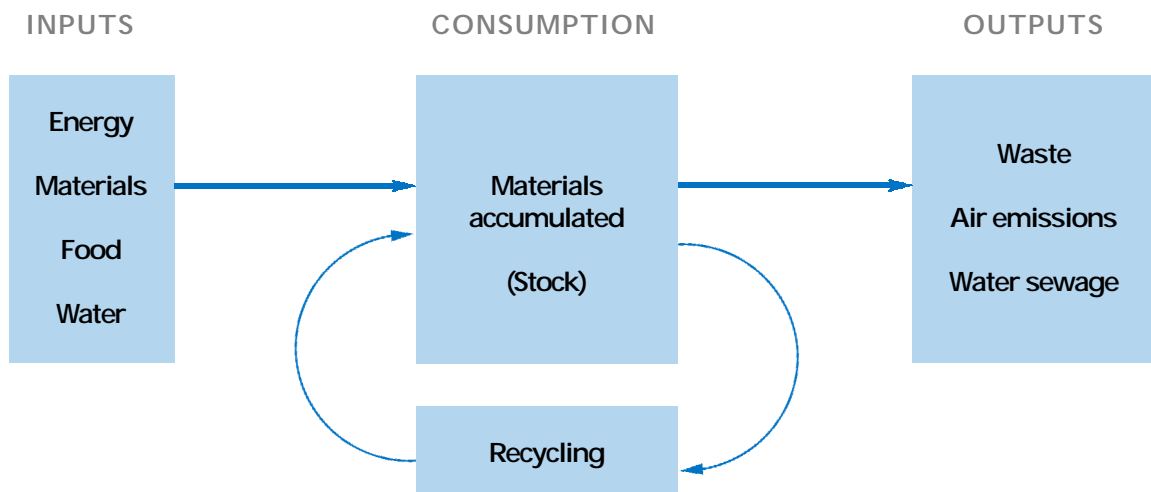 INPUTS
CONSUMPTION
OUTPUTS
Energy
Materials
Food
Water
Materials
accumulated
(Stock)
Recycling
Waste
Air emissions
Water sewage